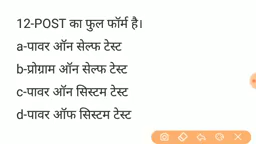 12-POST का फुल फॉर्म है।
a-पावर ऑन सेल्फ टेस्ट
b-प्रोग्राम ऑन सेल्फ टेस्ट
c-पावर ऑन सिस्टम टेस्ट
d-पावर ऑफ सिस्टम टेस्ट